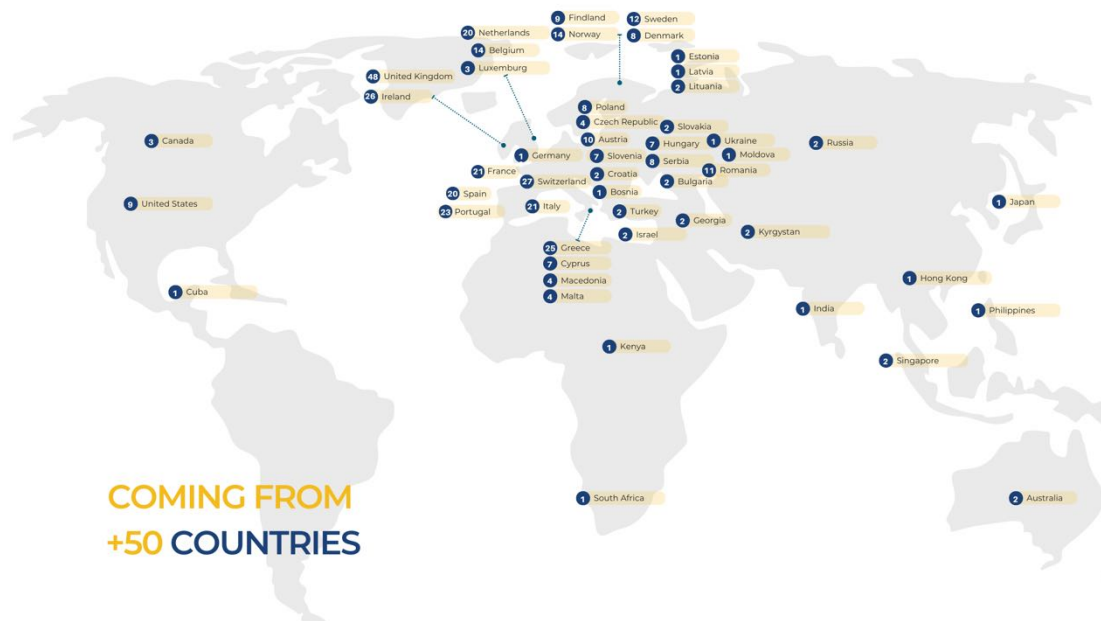 9 Findland
12 Sweden
20 Netherlands
14 Norway
8 Denmark
14 Belgium
1 Estonia
3 Luxemburg
1 Latvia
48 United Kingdom
2 Lituania
26 Ireland
8 Poland
4 Czech Republic
2 Slovakia
3 Canada
10 Austria
7 Hungary
1 Ukraine
2 Russia
1 Germany
7 Slovenia
8 Serbia
1 Moldova
21 France
2 Croatia
11 Romania
27 Switzerland
2 Bulgaria
20 Spain
1 Bosnia
9 United States
1 Japan
23 Portugal
21 Italy
2 Turkey
2 Georgia
2 Israel
2 Kyrgystan
25 Greece
7 Cyprus
4 Macedonia
4 Malta
1 Hong Kong
1 Cuba
1 India
1 Philippines
1 Kenya
2 Singapore
1 South Africa
2 Australia
COMING FROM
+50 COUNTRIES